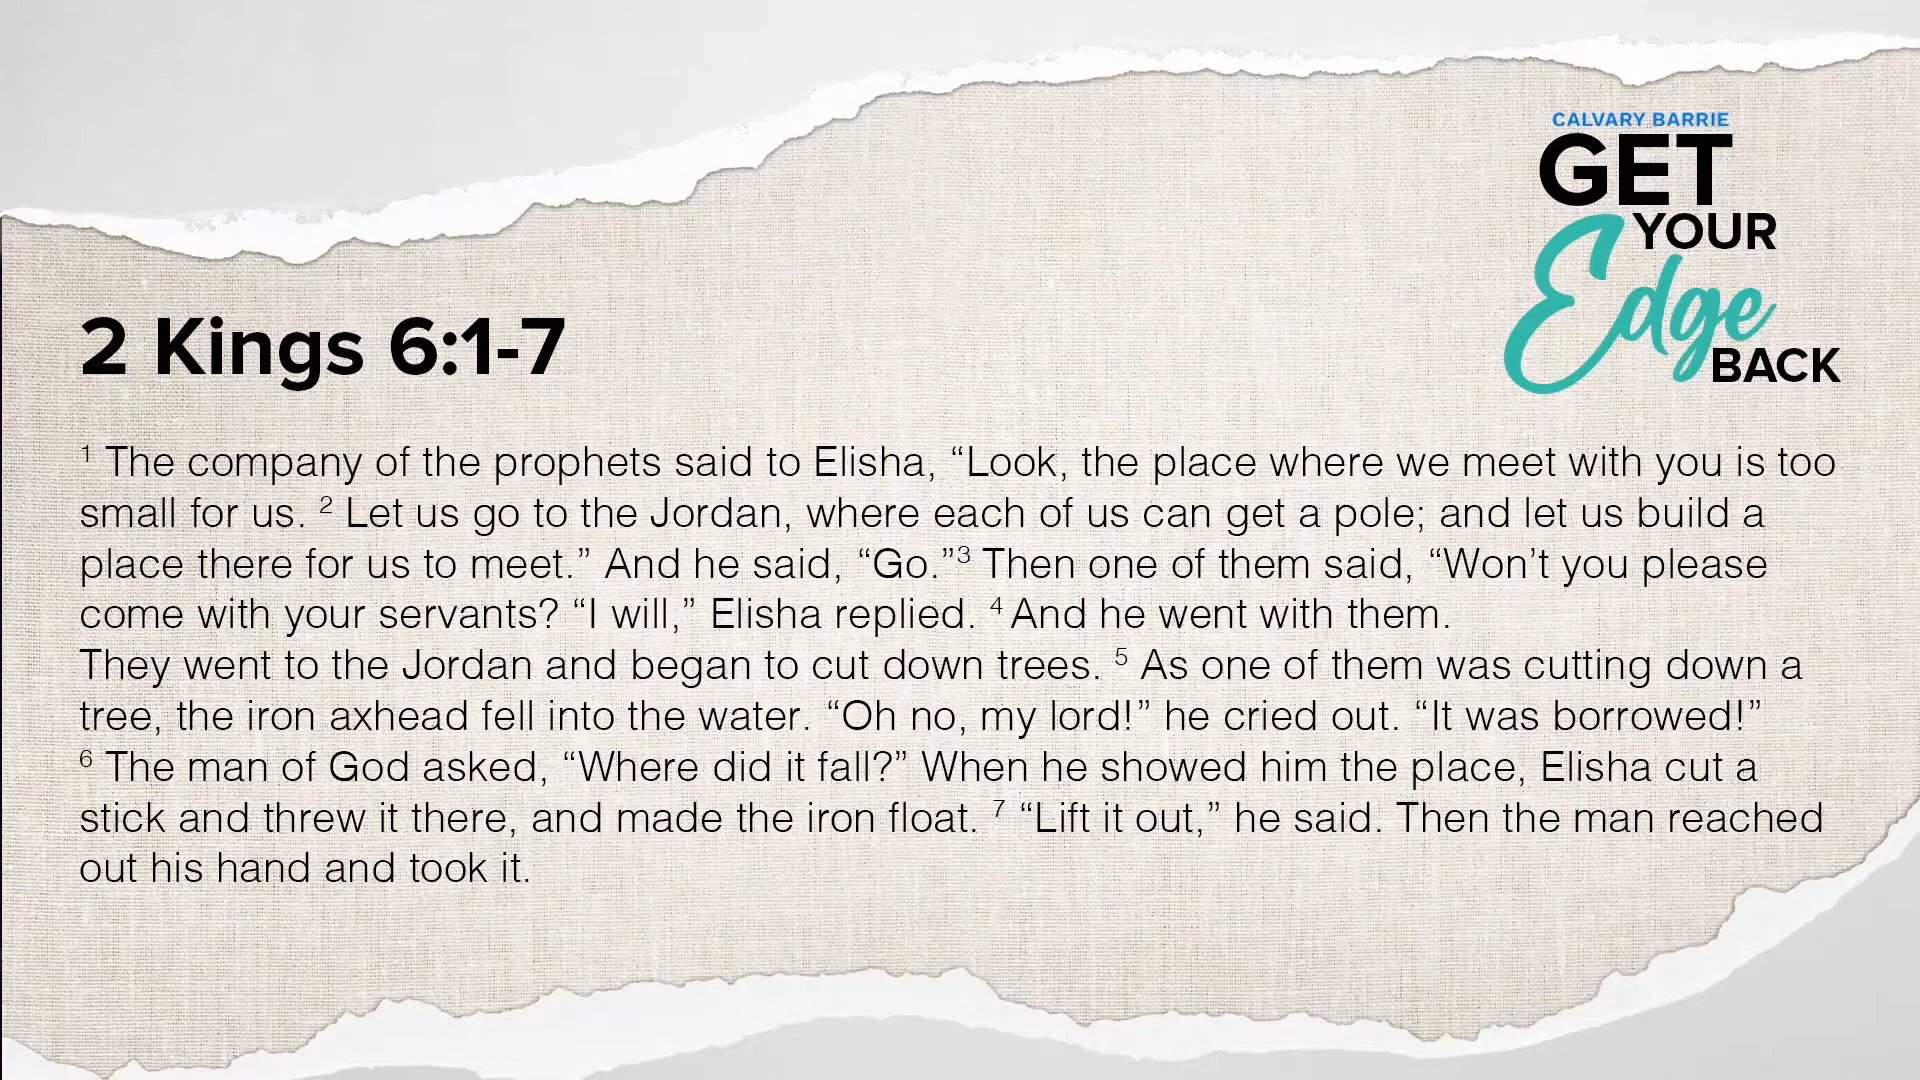 CALVARY BARRIE
GET
YOUR
Edge
BACK
2 Kings 6:1-7
¹ The company of the prophets said to Elisha, “Look, the place where we meet with you is too
small for us. ² Let us go to the Jordan, where each of us can get a pole; and let us build a
place there for us to meet.” And he said, “Go.”³ Then one of them said, “Won’t you please
come with your servants? “I will,” Elisha replied. ⁴ And he went with them.
They went to the Jordan and began to cut down trees. ⁵ As one of them was cutting down a
tree, the iron axhead fell into the water. “Oh no, my lord!” he cried out. “It was borrowed!”
⁶ The man of God asked, “Where did it fall?” When he showed him the place, Elisha cut a
stick and threw it there, and made the iron float. ⁷ “Lift it out,” he said. Then the man reached
out his hand and took it.